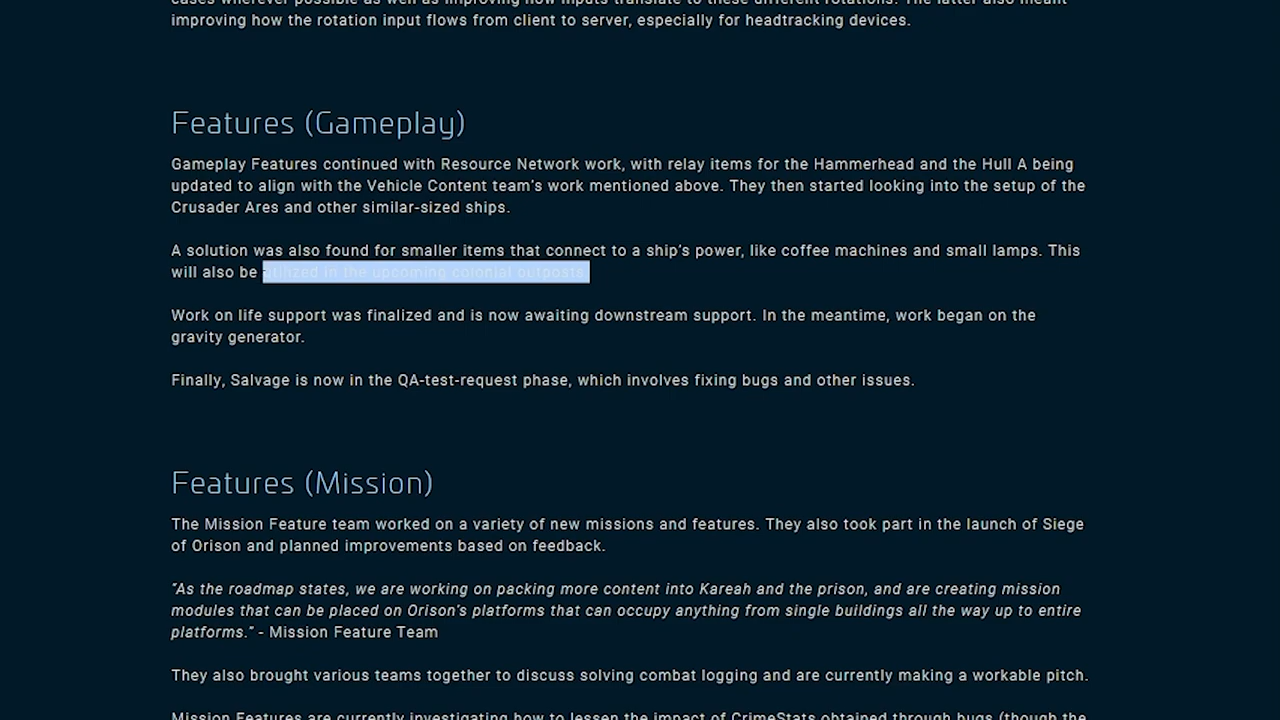 cases wherever possible as well as improving how inputs translate to these different rotations. The latter also meant
improving how the rotation input flows from client to server, especially for headtracking devices.
Features (Gameplay)
Gameplay Features continued with Resource Network work, with relay items for the Hammerhead and the Hull A being
updated to align with the Vehicle Content team's work mentioned above. They then started looking into the setup of the
Crusader Ares and other similar-sized ships.
A solution was also found for smaller items that connect to a ship's power, like coffee machines and small lamps. This
will also be utilized in the upcoming colonial outposts.
Work on life support was finalized and is now awaiting downstream support. In the meantime, work began on the
gravity generator.
Finally, Salvage is now in the QA-test-request phase, which involves fixing bugs and other issues.
Features (Mission)
The Mission Feature team worked on a variety of new missions and features. They also took part in the launch of Siege
of Orison and planned improvements based on feedback.
“As the roadmap states, we are working on packing more content into Kareah and the prison, and are creating mission
modules that can be placed on Orison's platforms that can occupy anything from single buildings all the way up to entire
platforms.” - Mission Feature Team
They also brought various teams together to discuss solving combat logging and are currently making a workable pitch.
Mission Features are currently investigating how to lessen the impact of CrimeStats obtained through bugs (though the